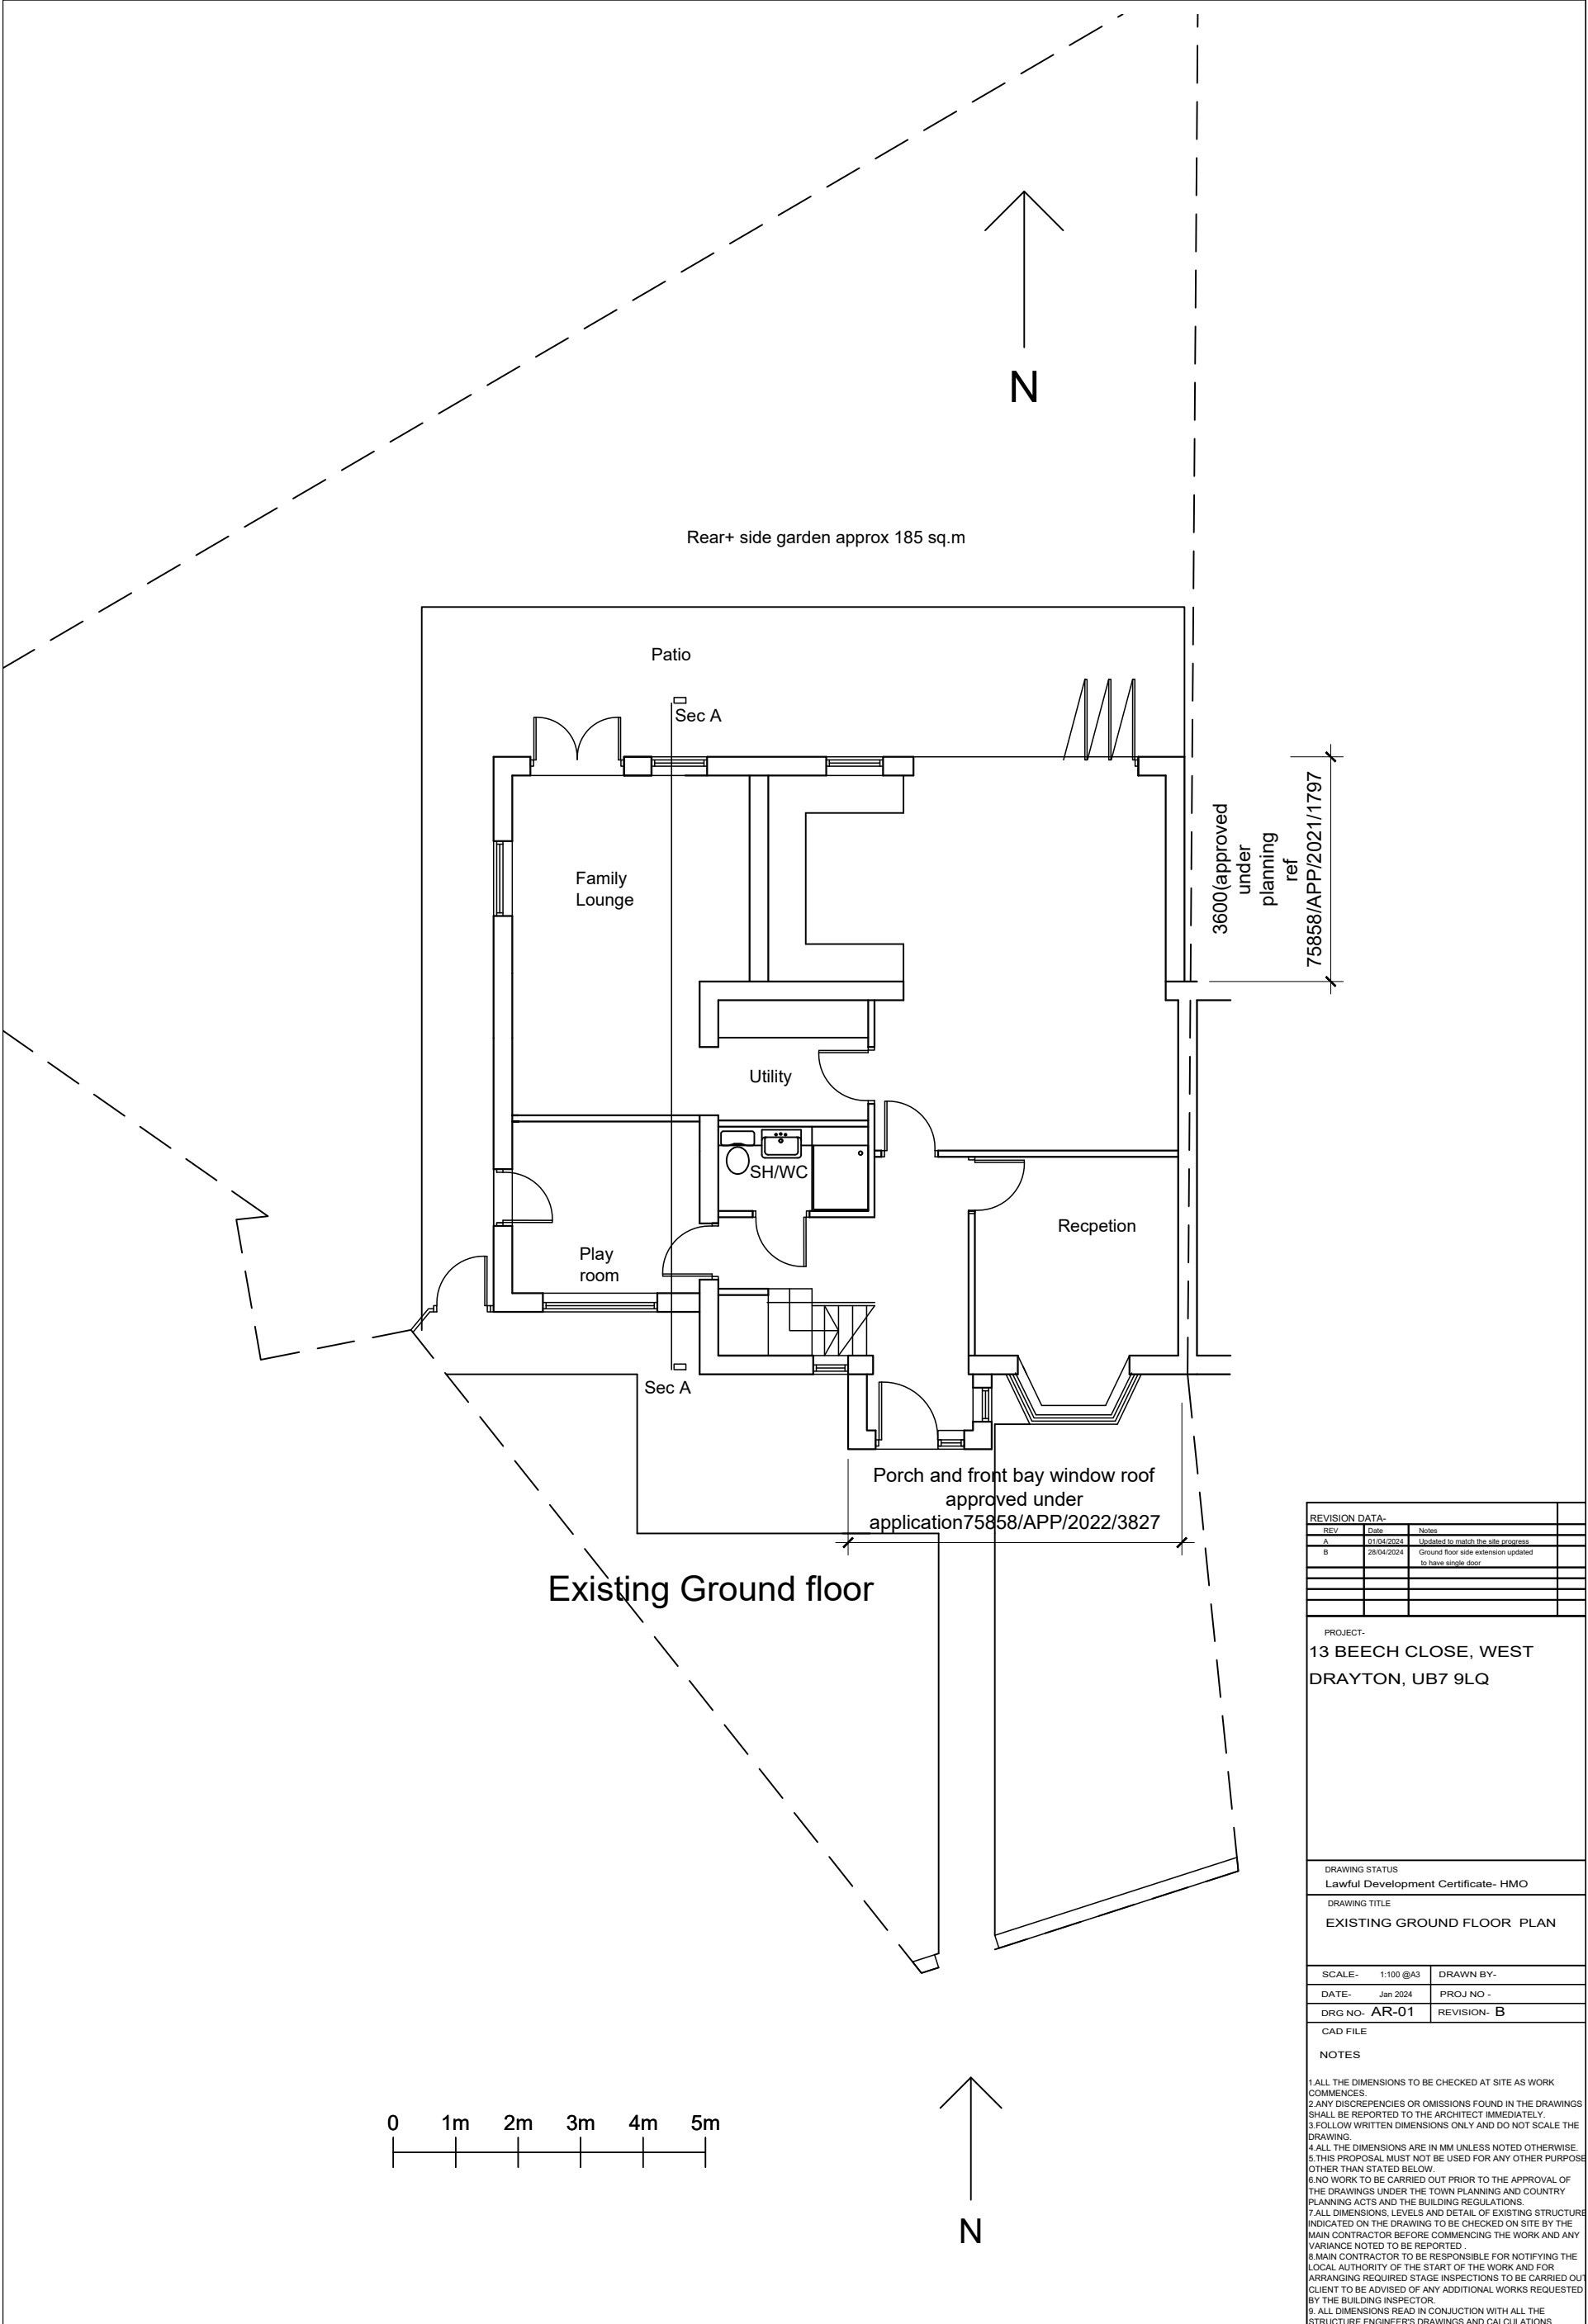 N
Rear+ side garden approx 185 sq.m
Patio
Sec A
Family
Lounge
3600(approved
under
planning
ref
75858/APP/2021/1797
Utility
SH/WC
Recpetion
Play
room
Sec A
Porch and front bay window roof
approved under
application75858/APP/2022/3827
Existing Ground floor
0 1m 2m 3m 4m 5m
N
REVISION DATA-
REV Date Notes
A 01/04/2024 Updated to match the site progress
B 28/04/2024 Ground floor side extension updated
to have single door
PROJECT-
13 BEECH CLOSE, WEST
DRAYTON, UB7 9LQ
DRAWING STATUS
Lawful Development Certificate- HMO
DRAWING TITLE
EXISTING GROUND FLOOR PLAN
SCALE- 1:100 @A3 DRAWN BY-
DATE- Jan 2024 PROJ NO -
DRG NO- AR-01 REVISION- B
CAD FILE
NOTES
1.ALL THE DIMENSIONS TO BE CHECKED AT SITE AS WORK
COMMENCES.
2.ANY DISCREPENCIES OR OMISSIONS FOUND IN THE DRAWINGS
SHALL BE REPORTED TO THE ARCHITECT IMMEDIATELY.
3.FOLLOW WRITTEN DIMENSIONS ONLY AND DO NOT SCALE THE
DRAWING.
4.ALL THE DIMENSIONS ARE IN MM UNLESS NOTED OTHERWISE.
5.THIS PROPOSAL MUST NOT BE USED FOR ANY OTHER PURPOSE
OTHER THAN STATED BELOW.
6.NO WORK TO BE CARRIED OUT PRIOR TO THE APPROVAL OF
THE DRAWINGS UNDER THE TOWN PLANNING AND COUNTRY
PLANNING ACTS AND THE BUILDING REGULATIONS.
7.ALL DIMENSIONS, LEVELS AND DETAIL OF EXISTING STRUCTURE
INDICATED ON THE DRAWING TO BE CHECKED ON SITE BY THE
MAIN CONTRACTOR BEFORE COMMENCING THE WORK AND ANY
VARIANCE NOTED TO BE REPORTED .
8.MAIN CONTRACTOR TO BE RESPONSIBLE FOR NOTIFYING THE
LOCAL AUTHORITY OF THE START OF THE WORK AND FOR
ARRANGING REQUIRED STAGE INSPECTIONS TO BE CARRIED OUT
CLIENT TO BE ADVISED OF ANY ADDITIONAL WORKS REQUESTED
BY THE BUILDING INSPECTOR.
9. ALL DIMENSIONS READ IN CONJUCTION WITH ALL THE
STRUCTURE ENGINEER'S DRAWINGS AND CALCULATIONS